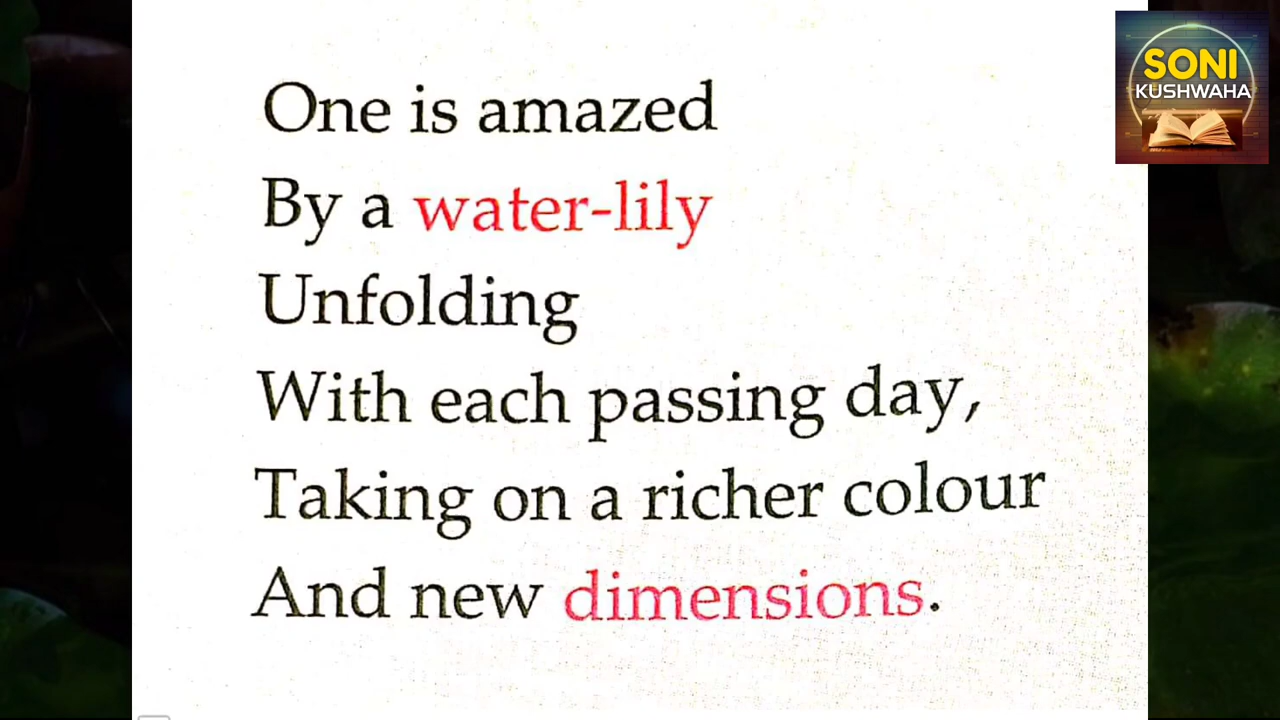 SONI
KUSHWAHA
One is amazed
By a water-lily
Unfolding
With each passing day,
Taking on a richer colour
And new dimensions.